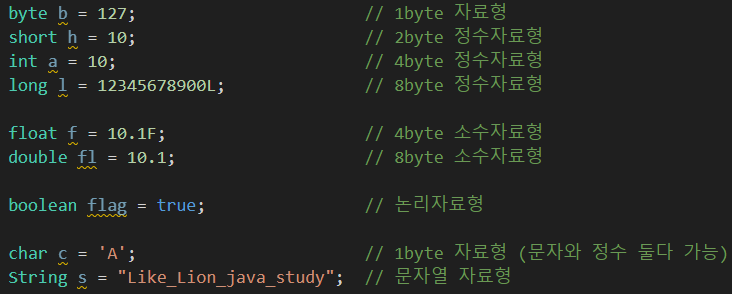 byte b = 127; // 1byte 자료형
short h = 10; // 2byte 정수자료형
int a = 10; // 4byte 정수자료형
long l = 12345678900L; // 8byte 정수자료형
float f = 10.1F; // 4byte 소수자료형
double fl = 10.1; // 8byte 소수자료형
boolean flag = true; // 논리자료형
char c = 'A'; // 1byte 자료형 (문자와 정수 둘다 가능)
String s = "Like_Lion_java_study"; // 문자열 자료형